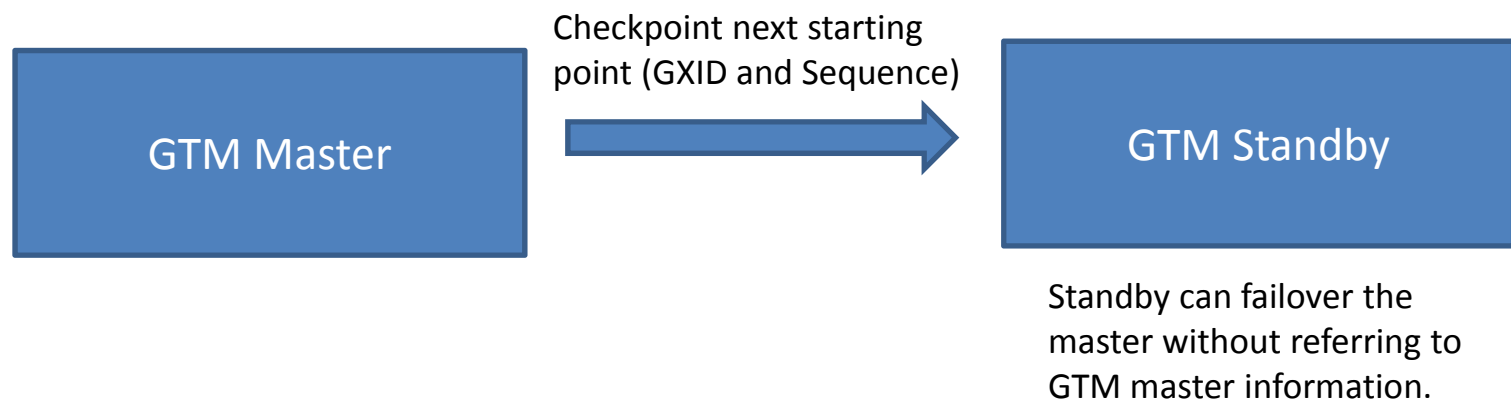 Checkpoint next starting
point (GXID and Sequence)
GTM Master
GTM Standby
Standby can failover the
master without referring to
GTM master information.